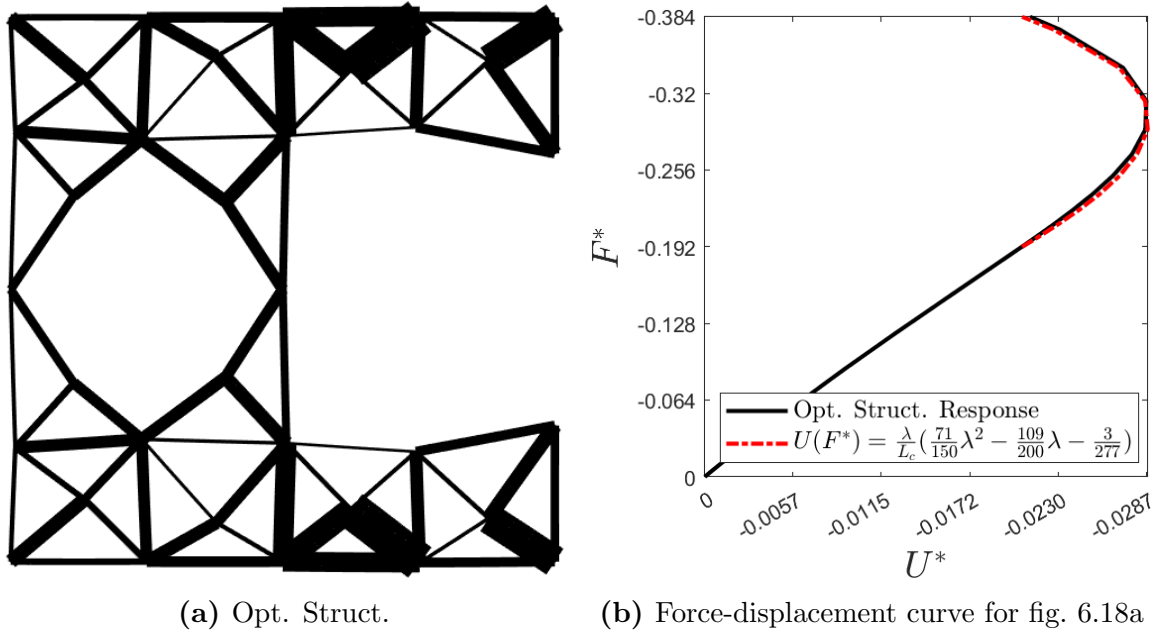 -0.384
-0.32
-0.256
-0.192
-0.128
-0.064
0
F*
Opt. Struct. Response
U(F*) = λ/L_c(71/150 λ² − 109/200 λ − 3/277)
0 -0.0057 -0.0115 -0.0172 -0.0230 -0.0287
U*
(a) Opt. Struct.
(b) Force-displacement curve for fig. 6.18a